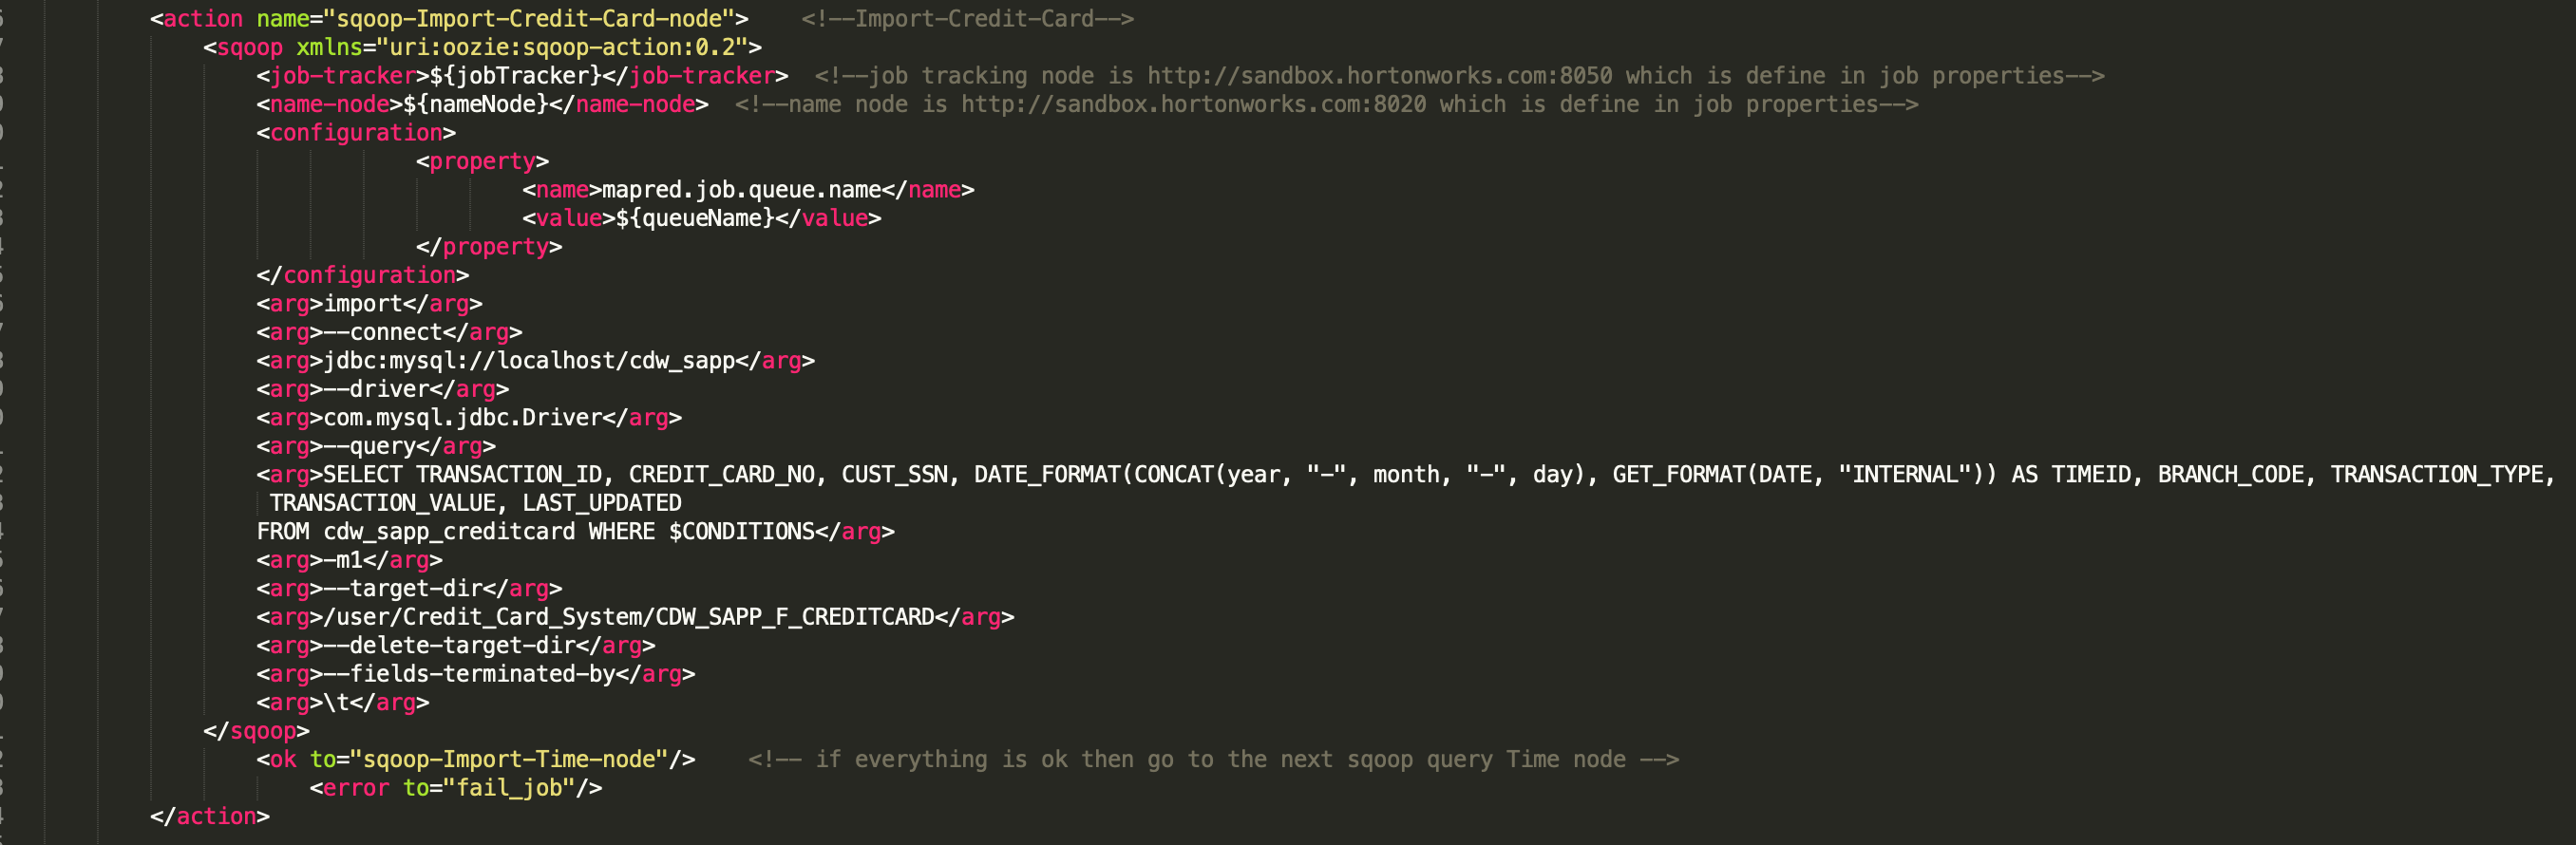 <action name="sqoop-Import-Credit-Card-node">    <!--Import-Credit-Card-->
<sqoop xmlns="uri:oozie:sqoop-action:0.2">
<job-tracker>${jobTracker}</job-tracker>  <!--job tracking node is http://sandbox.hortonworks.com:8050 which is define in job properties-->
<name-node>${nameNode}</name-node>  <!--name node is http://sandbox.hortonworks.com:8020 which is define in job properties-->
<configuration>
<property>
<name>mapred.job.queue.name</name>
<value>${queueName}</value>
</property>
</configuration>
<arg>import</arg>
<arg>--connect</arg>
<arg>jdbc:mysql://localhost/cdw_sapp</arg>
<arg>--driver</arg>
<arg>com.mysql.jdbc.Driver</arg>
<arg>--query</arg>
<arg>SELECT TRANSACTION_ID, CREDIT_CARD_NO, CUST_SSN, DATE_FORMAT(CONCAT(year, "-", month, "-", day), GET_FORMAT(DATE, "INTERNAL")) AS TIMEID, BRANCH_CODE, TRANSACTION_TYPE,
TRANSACTION_VALUE, LAST_UPDATED
FROM cdw_sapp_creditcard WHERE $CONDITIONS</arg>
<arg>-m1</arg>
<arg>--target-dir</arg>
<arg>/user/Credit_Card_System/CDW_SAPP_F_CREDITCARD</arg>
<arg>--delete-target-dir</arg>
<arg>--fields-terminated-by</arg>
<arg>\t</arg>
</sqoop>
<ok to="sqoop-Import-Time-node"/>    <!-- if everything is ok then go to the next sqoop query Time node -->
<error to="fail_job"/>
</action>